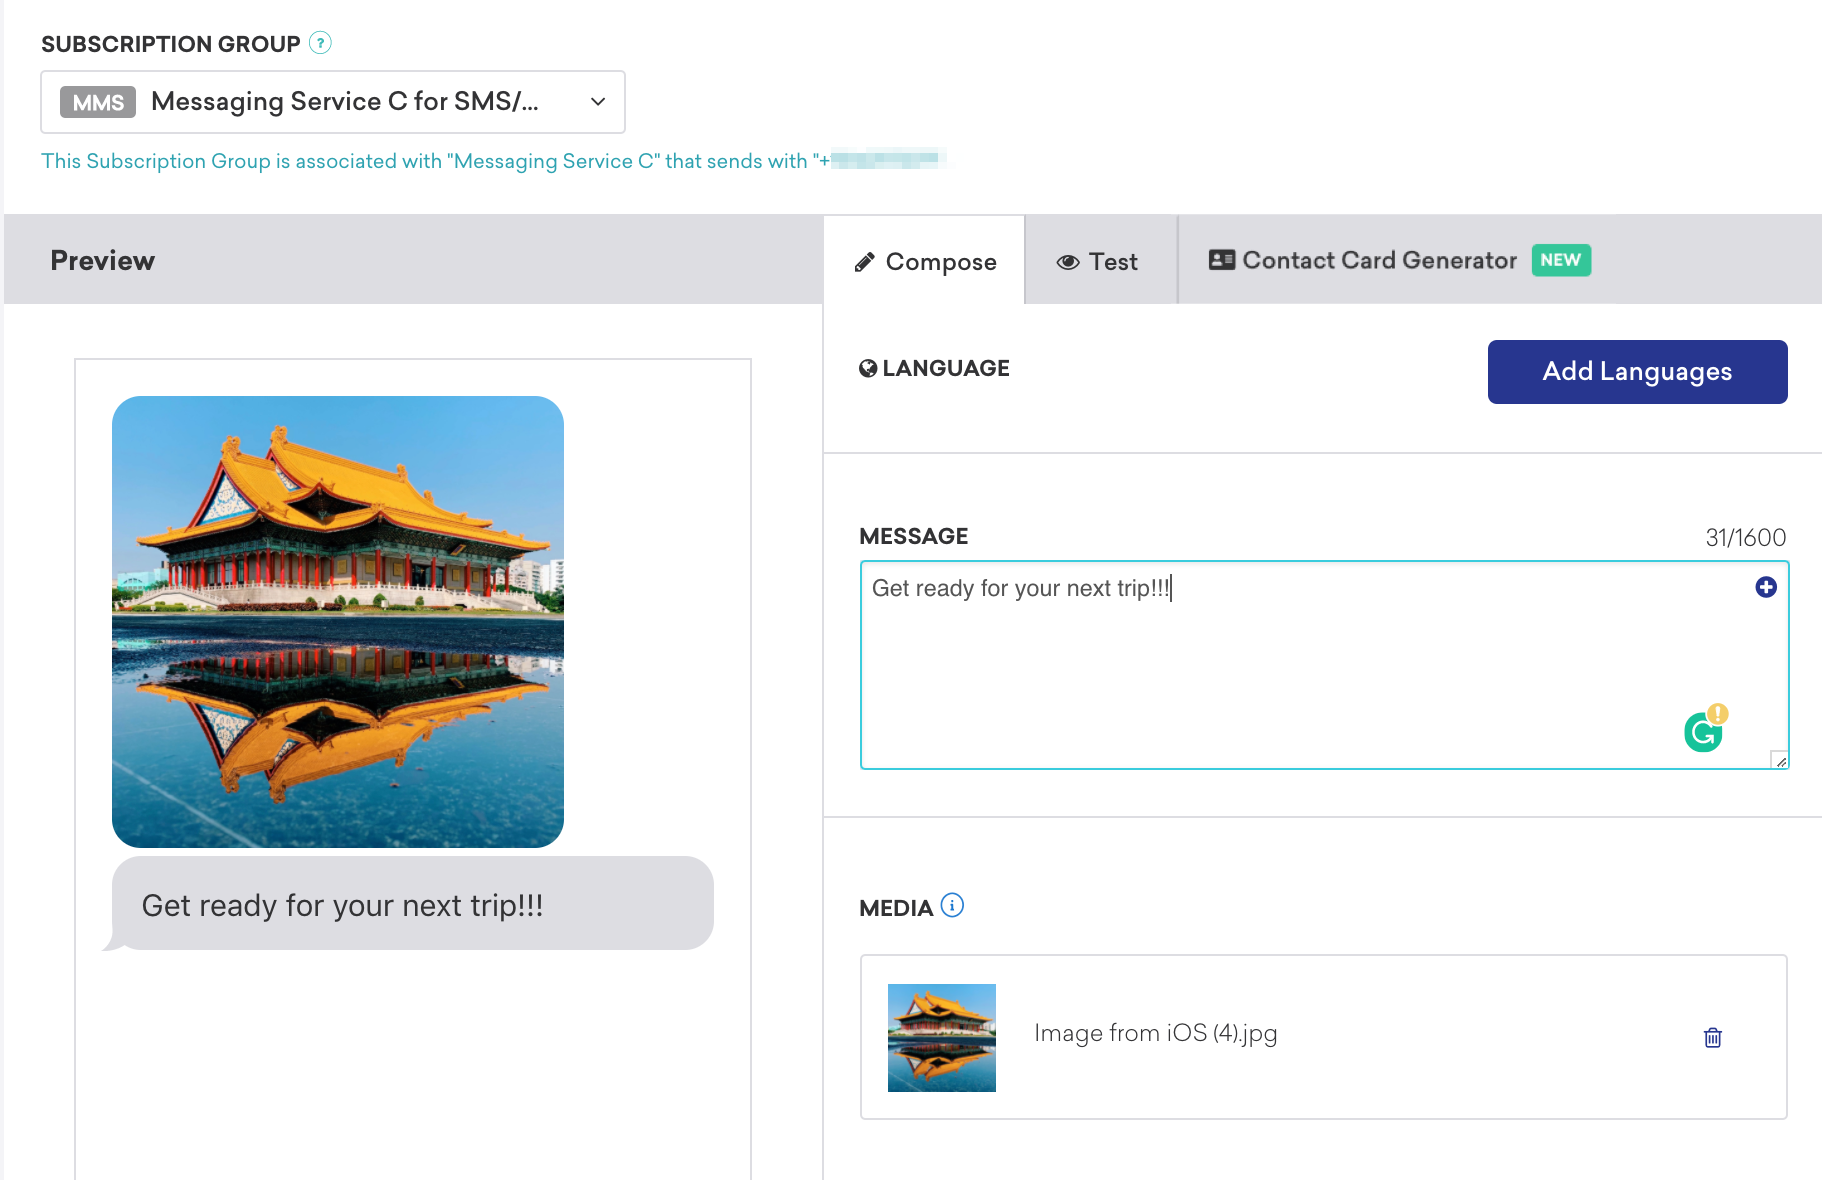 SUBSCRIPTION GROUP ?
MMS Messaging Service C for SMS/...
This Subscription Group is associated with "Messaging Service C" that sends with "+
Preview
Compose
Test
Contact Card Generator NEW
LANGUAGE
Add Languages
MESSAGE
31/1600
Get ready for your next trip!!!
Get ready for your next trip!!!
MEDIA i
Image from iOS (4).jpg